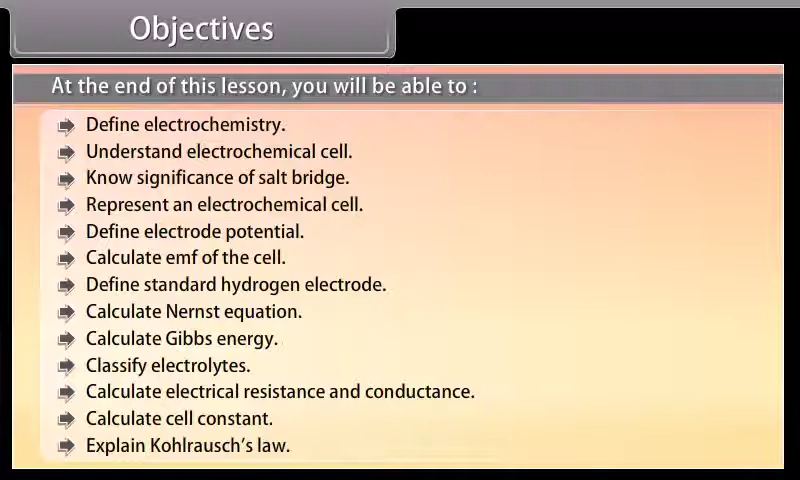 Objectives
At the end of this lesson, you will be able to :
Define electrochemistry.
Understand electrochemical cell.
Know significance of salt bridge.
Represent an electrochemical cell.
Define electrode potential.
Calculate emf of the cell.
Define standard hydrogen electrode.
Calculate Nernst equation.
Calculate Gibbs energy.
Classify electrolytes.
Calculate electrical resistance and conductance.
Calculate cell constant.
Explain Kohlrausch’s law.